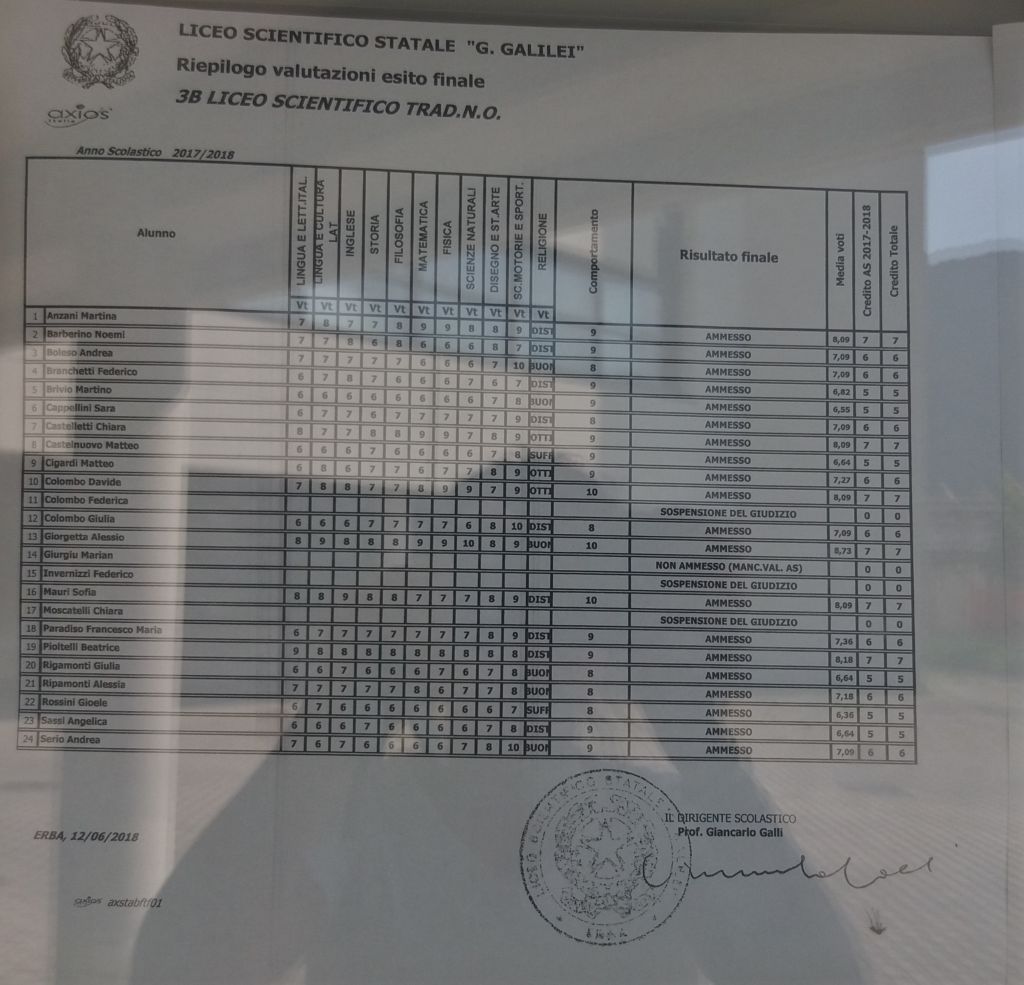 LICEO SCIENTIFICO STATALE "G. GALILEI"
Riepilogo valutazioni esito finale
3B LICEO SCIENTIFICO TRAD.N.O.
axios
italia
Anno Scolastico 2017/2018
Alunno LINGUA E LETT.ITAL. LINGUA E CULTURA LAT INGLESE STORIA FILOSOFIA MATEMATICA FISICA SCIENZE NATURALI DISEGNO E ST.ARTE SC.MOTORIE E SPORT. RELIGIONE Comportamento Risultato finale Media voti Credito AS 2017-2018 Credito Totale
Vt Vt Vt Vt Vt Vt Vt Vt Vt Vt Vt
1 Anzani Martina 7 8 7 7 8 9 9 8 8 9 DIST 9 AMMESSO 8,09 7 7
2 Barberino Noemi 7 7 8 6 8 6 6 6 8 7 DIST 9 AMMESSO 7,09 6 6
3 Boleso Andrea 7 7 7 7 7 6 6 6 7 10 BUON 8 AMMESSO 7,09 6 6
4 Branchetti Federico 6 7 8 7 6 6 6 7 6 7 DIST 9 AMMESSO 6,82 5 5
5 Brivio Martino 6 6 6 6 6 6 6 6 7 8 BUON 9 AMMESSO 6,55 5 5
6 Cappellini Sara 6 7 7 6 7 7 7 7 7 9 DIST 8 AMMESSO 7,09 6 6
7 Castelletti Chiara 8 7 7 8 8 9 9 7 8 9 OTTI 9 AMMESSO 8,09 7 7
8 Castelnuovo Matteo 6 6 6 7 6 6 6 6 7 8 SUFF 9 AMMESSO 6,64 5 5
9 Cigardi Matteo 6 8 6 7 7 6 7 7 8 9 OTTI 9 AMMESSO 7,27 6 6
10 Colombo Davide 7 8 8 7 7 8 9 9 7 9 OTTI 10 AMMESSO 8,09 7 7
11 Colombo Federica SOSPENSIONE DEL GIUDIZIO 0 0
12 Colombo Giulia 6 6 6 7 7 7 7 6 8 10 DIST 8 AMMESSO 7,09 6 6
13 Giorgetta Alessio 8 9 8 8 8 9 9 10 8 9 BUON 10 AMMESSO 8,73 7 7
14 Giurgiu Marian NON AMMESSO (MANC.VAL. AS) 0 0
15 Invernizzi Federico SOSPENSIONE DEL GIUDIZIO 0 0
16 Mauri Sofia 8 8 9 8 8 7 7 7 8 9 DIST 10 AMMESSO 8,09 7 7
17 Moscatelli Chiara SOSPENSIONE DEL GIUDIZIO 0 0
18 Paradiso Francesco Maria 6 7 7 7 7 7 7 7 8 9 DIST 9 AMMESSO 7,36 6 6
19 Pioltelli Beatrice 9 8 8 8 8 8 8 8 8 8 DIST 9 AMMESSO 8,18 7 7
20 Rigamonti Giulia 6 6 7 6 6 6 7 6 7 8 BUON 8 AMMESSO 6,64 5 5
21 Ripamonti Alessia 7 7 7 7 7 8 6 7 7 8 BUON 8 AMMESSO 7,18 6 6
22 Rossini Gioele 6 7 6 6 6 6 6 6 6 7 SUFF 8 AMMESSO 6,36 5 5
23 Sassi Angelica 6 6 6 7 6 6 6 6 7 8 DIST 9 AMMESSO 6,64 5 5
24 Serio Andrea 7 6 7 6 6 6 6 7 8 10 BUON 9 AMMESSO 7,09 6 6
ERBA, 12/06/2018
IL DIRIGENTE SCOLASTICO
Prof. Giancarlo Galli
axios axstabftf01
STATALE
ERBA